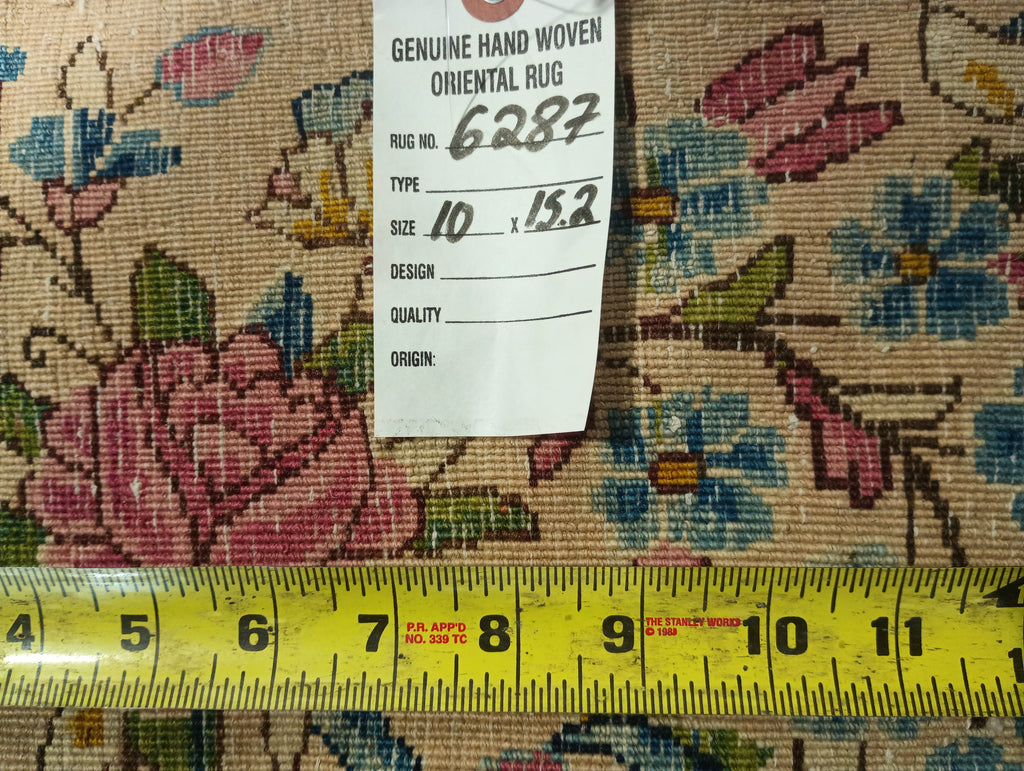 GENUINE HAND WOVEN
ORIENTAL RUG
RUG NO. 6287
TYPE
SIZE 10 X 15.2
DESIGN
QUALITY
ORIGIN:
4 5 6 7 P.R. APP'D 8 9 THE STANLEY WORKS 10 11
NO. 339 TC © 1989